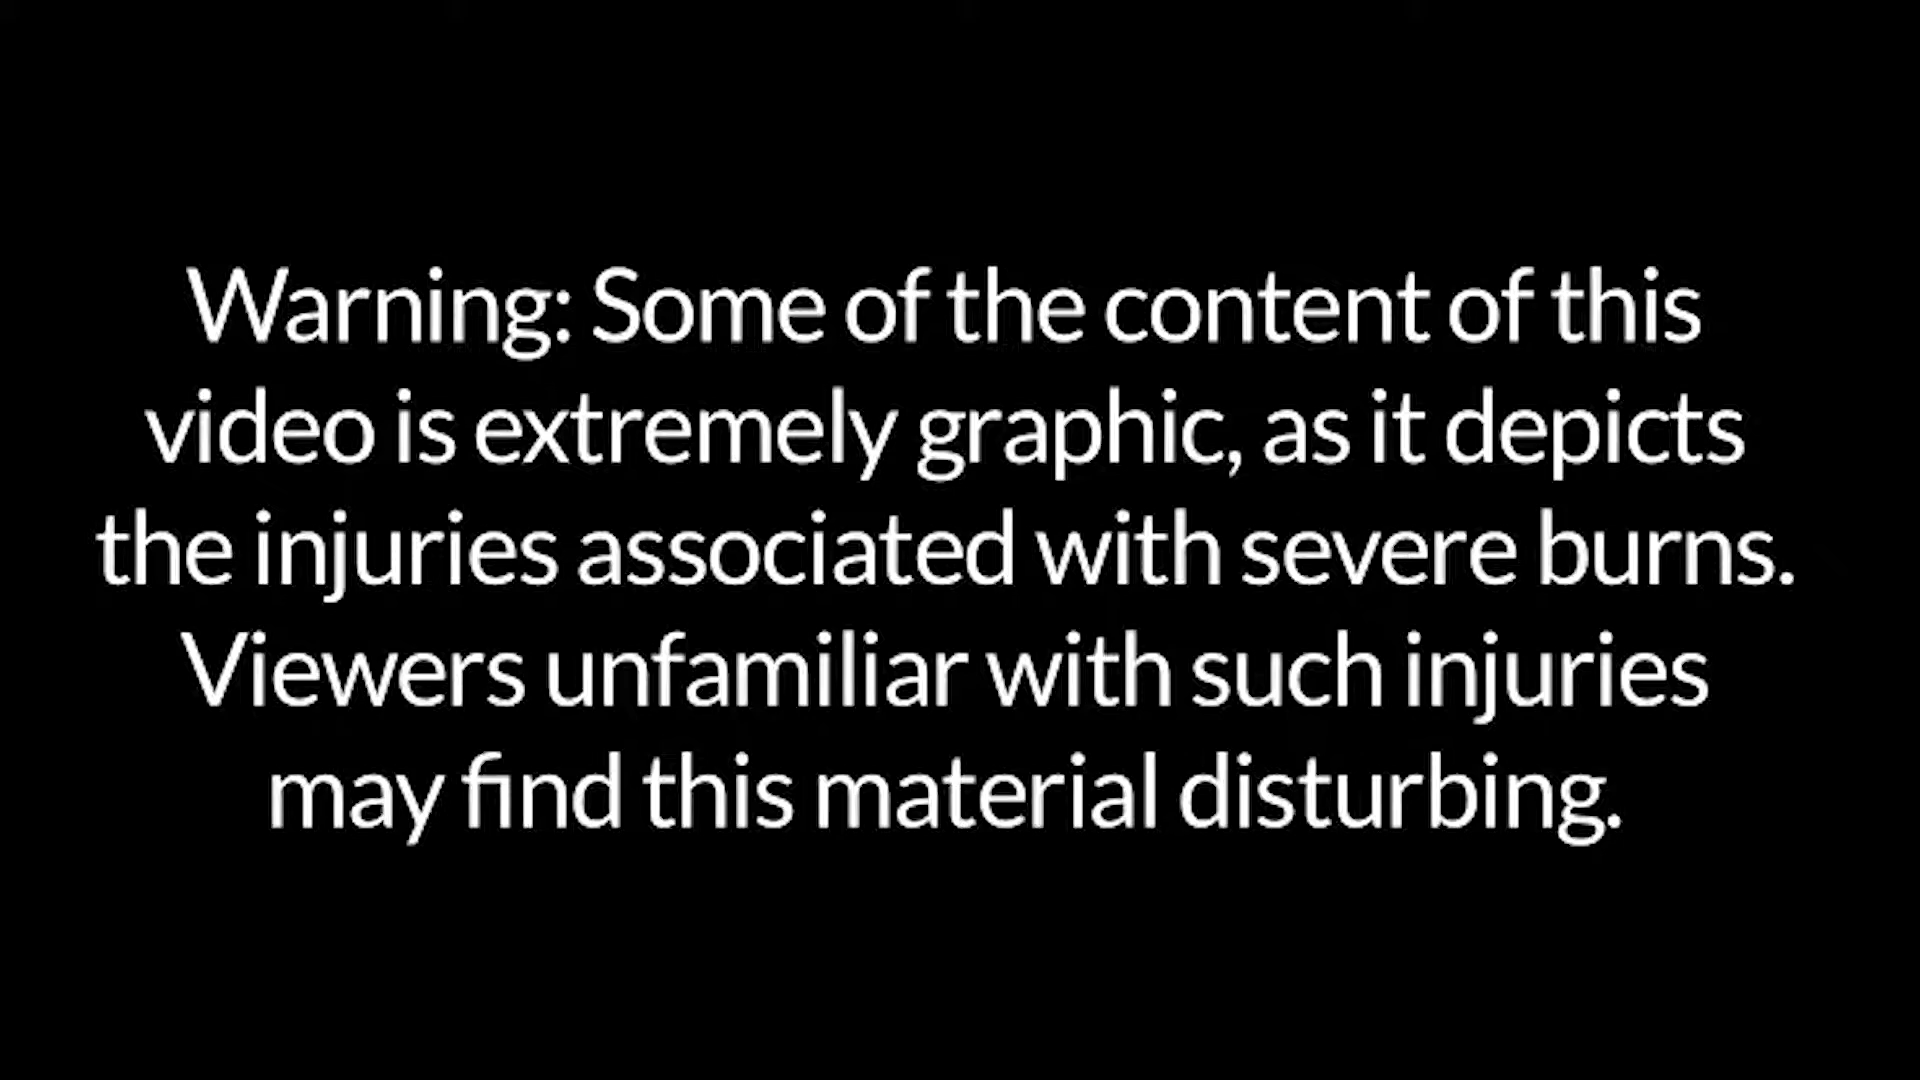 Warning: Some of the content of this
video is extremely graphic, as it depicts
the injuries associated with severe burns.
Viewers unfamiliar with such injuries
may find this material disturbing.